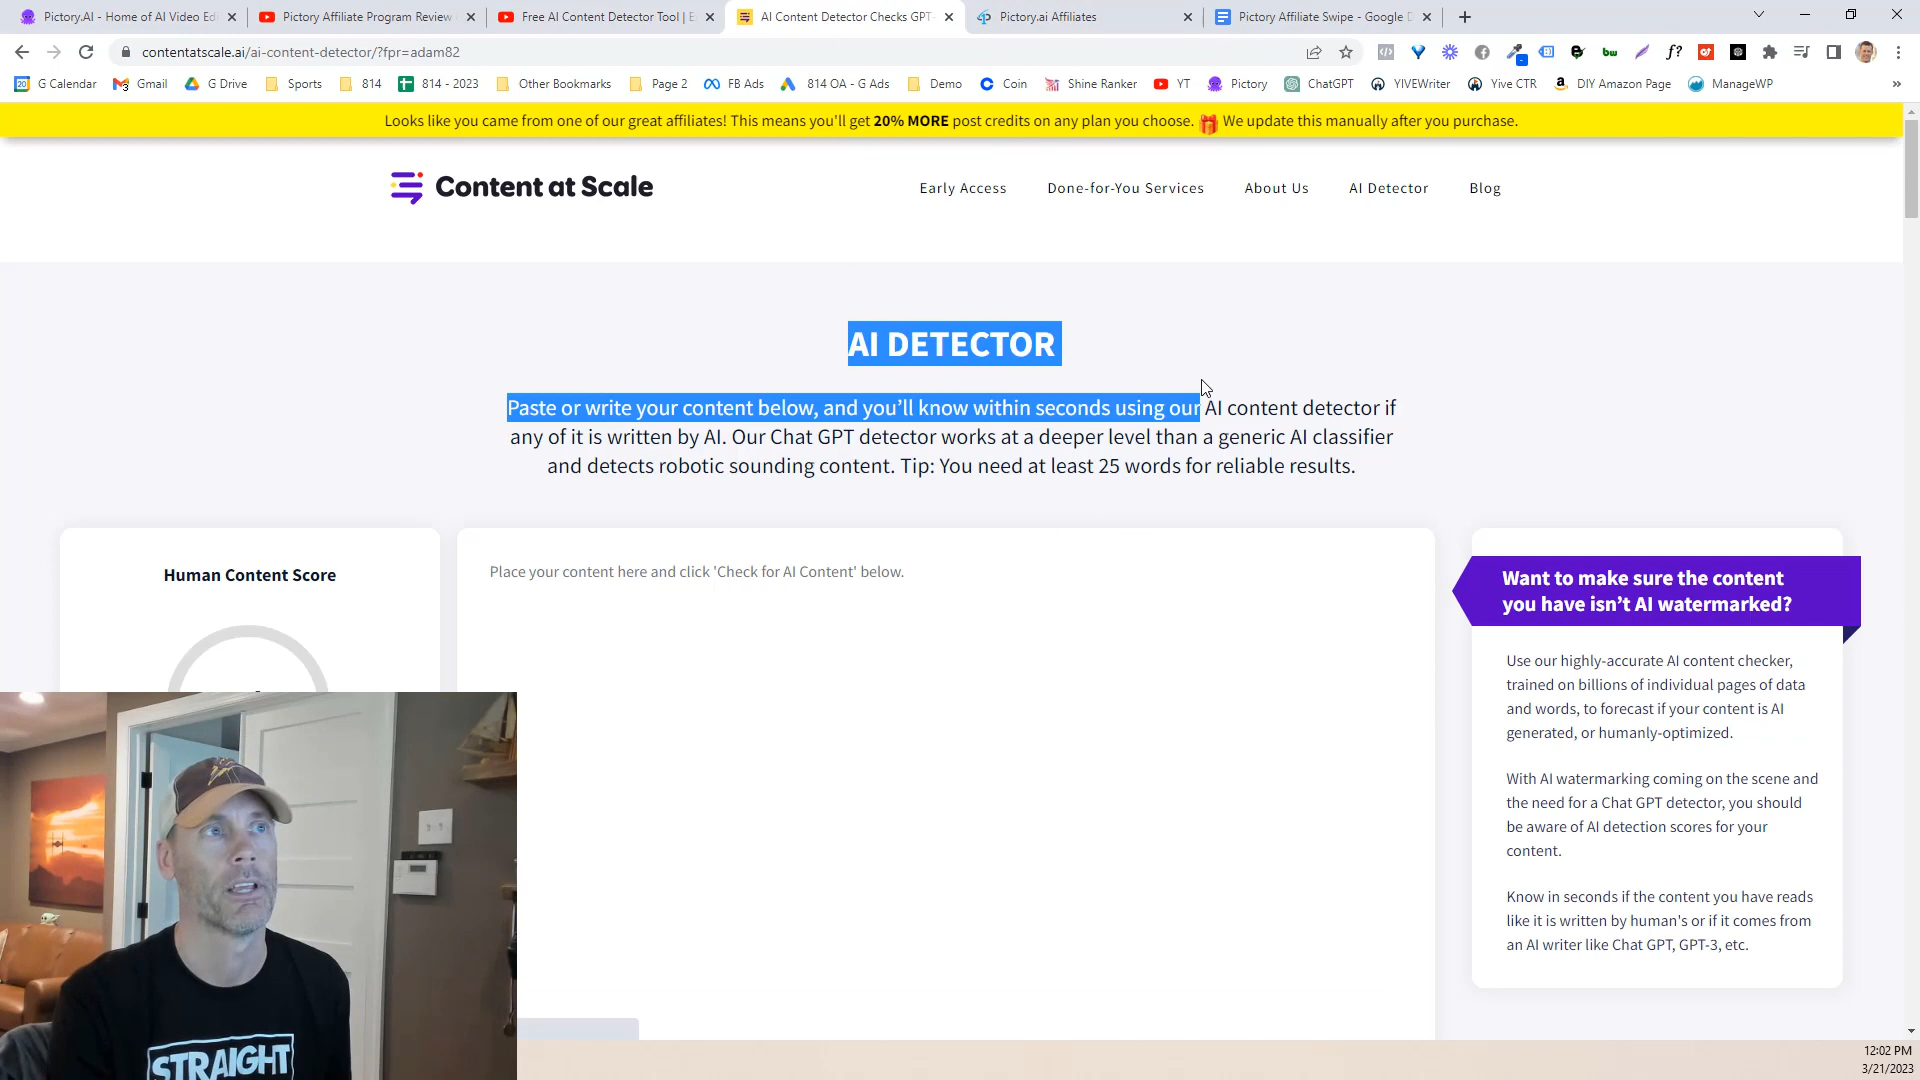 Pictory.AI - Home of AI Video Edi
Pictory Affiliate Program Review
Free AI Content Detector Tool | E
AI Content Detector Checks GPT-
Pictory.ai Affiliates
Pictory Affiliate Swipe - Google D
contentatscale.ai/ai-content-detector/?fpr=adam82
G Calendar
Gmail
G Drive
Sports
814
814 - 2023
Other Bookmarks
Page 2
FB Ads
814 OA - G Ads
Demo
Coin
Shine Ranker
YT
Pictory
ChatGPT
YIVEWriter
Yive CTR
DIY Amazon Page
ManageWP
Looks like you came from one of our great affiliates! This means you'll get 20% MORE post credits on any plan you choose. We update this manually after you purchase.
Content at Scale
Early Access
Done-for-You Services
About Us
AI Detector
Blog
AI DETECTOR
Paste or write your content below, and you'll know within seconds using our AI content detector if
any of it is written by AI. Our Chat GPT detector works at a deeper level than a generic AI classifier
and detects robotic sounding content. Tip: You need at least 25 words for reliable results.
Human Content Score
Place your content here and click 'Check for AI Content' below.
Want to make sure the content
you have isn't AI watermarked?
Use our highly-accurate AI content checker,
trained on billions of individual pages of data
and words, to forecast if your content is AI
generated, or humanly-optimized.
With AI watermarking coming on the scene and
the need for a Chat GPT detector, you should
be aware of AI detection scores for your
content.
Know in seconds if the content you have reads
like it is written by human's or if it comes from
an AI writer like Chat GPT, GPT-3, etc.
STRAIGHT
12:02 PM
3/21/2023